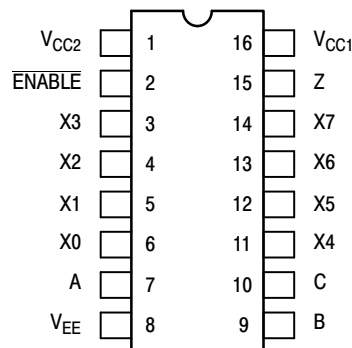 VCC2 1 16 VCC1
ENABLE 2 15 Z
X3 3 14 X7
X2 4 13 X6
X1 5 12 X5
X0 6 11 X4
A 7 10 C
VEE 8 9 B